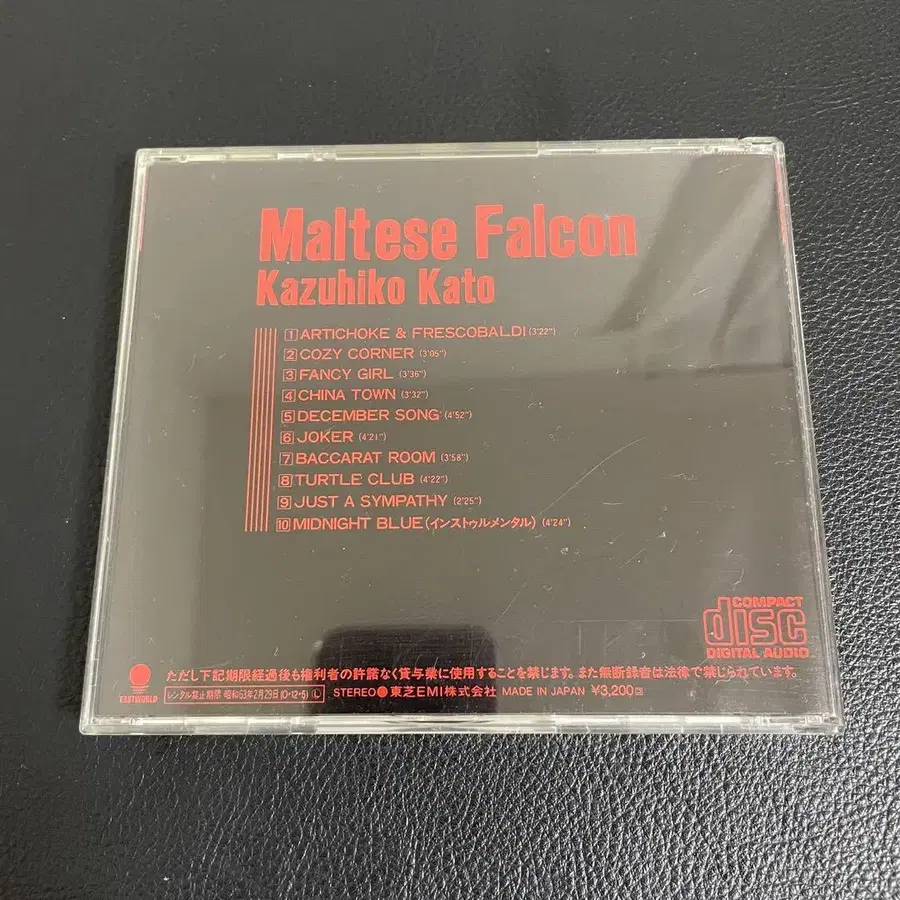 Maltese Falcon
Kazuhiko Kato
1 ARTICHOKE & FRESCOBALDI (3'22")
2 COZY CORNER (3'05")
3 FANCY GIRL (3'36")
4 CHINA TOWN (3'32")
5 DECEMBER SONG (4'52")
6 JOKER (4'21")
7 BACCARAT ROOM (3'58")
8 TURTLE CLUB (4'22")
9 JUST A SYMPATHY (2'25")
10 MIDNIGHT BLUE (インストゥルメンタル) (4'24")
COMPACT
disc
DIGITAL AUDIO
ただし下記期限経過後も権利者の許諾なく賃与業に使用することを禁じます。また無断録音は法律で禁じられています。
EASTWORLD
レンタル禁止期限 昭和63年2月29日(0・12・6) Ⓛ STEREO 東芝EMI株式会社 MADE IN JAPAN ¥3,200